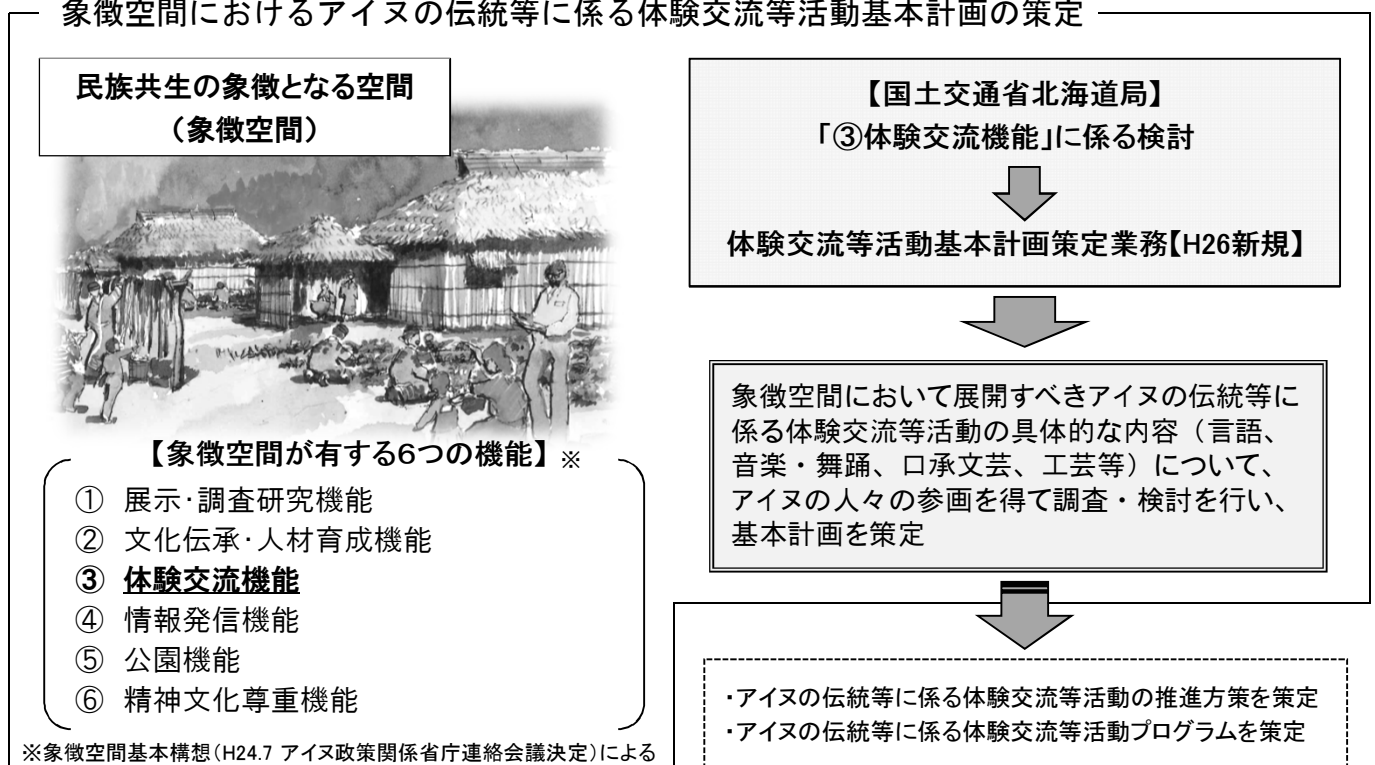 象徴空間におけるアイヌの伝統等に係る体験交流等活動基本計画の策定
民族共生の象徴となる空間
（象徴空間）
【象徴空間が有する6つの機能】※
① 展示・調査研究機能
② 文化伝承・人材育成機能
③ 体験交流機能
④ 情報発信機能
⑤ 公園機能
⑥ 精神文化尊重機能
※象徴空間基本構想（H24.7 アイヌ政策関係省庁連絡会議決定）による
【国土交通省北海道局】
「③体験交流機能」に係る検討
体験交流等活動基本計画策定業務【H26新規】
象徴空間において展開すべきアイヌの伝統等に
係る体験交流等活動の具体的な内容（言語、
音楽・舞踊、口承文芸、工芸等）について、
アイヌの人々の参画を得て調査・検討を行い、
基本計画を策定
・アイヌの伝統等に係る体験交流等活動の推進方策を策定
・アイヌの伝統等に係る体験交流等活動プログラムを策定